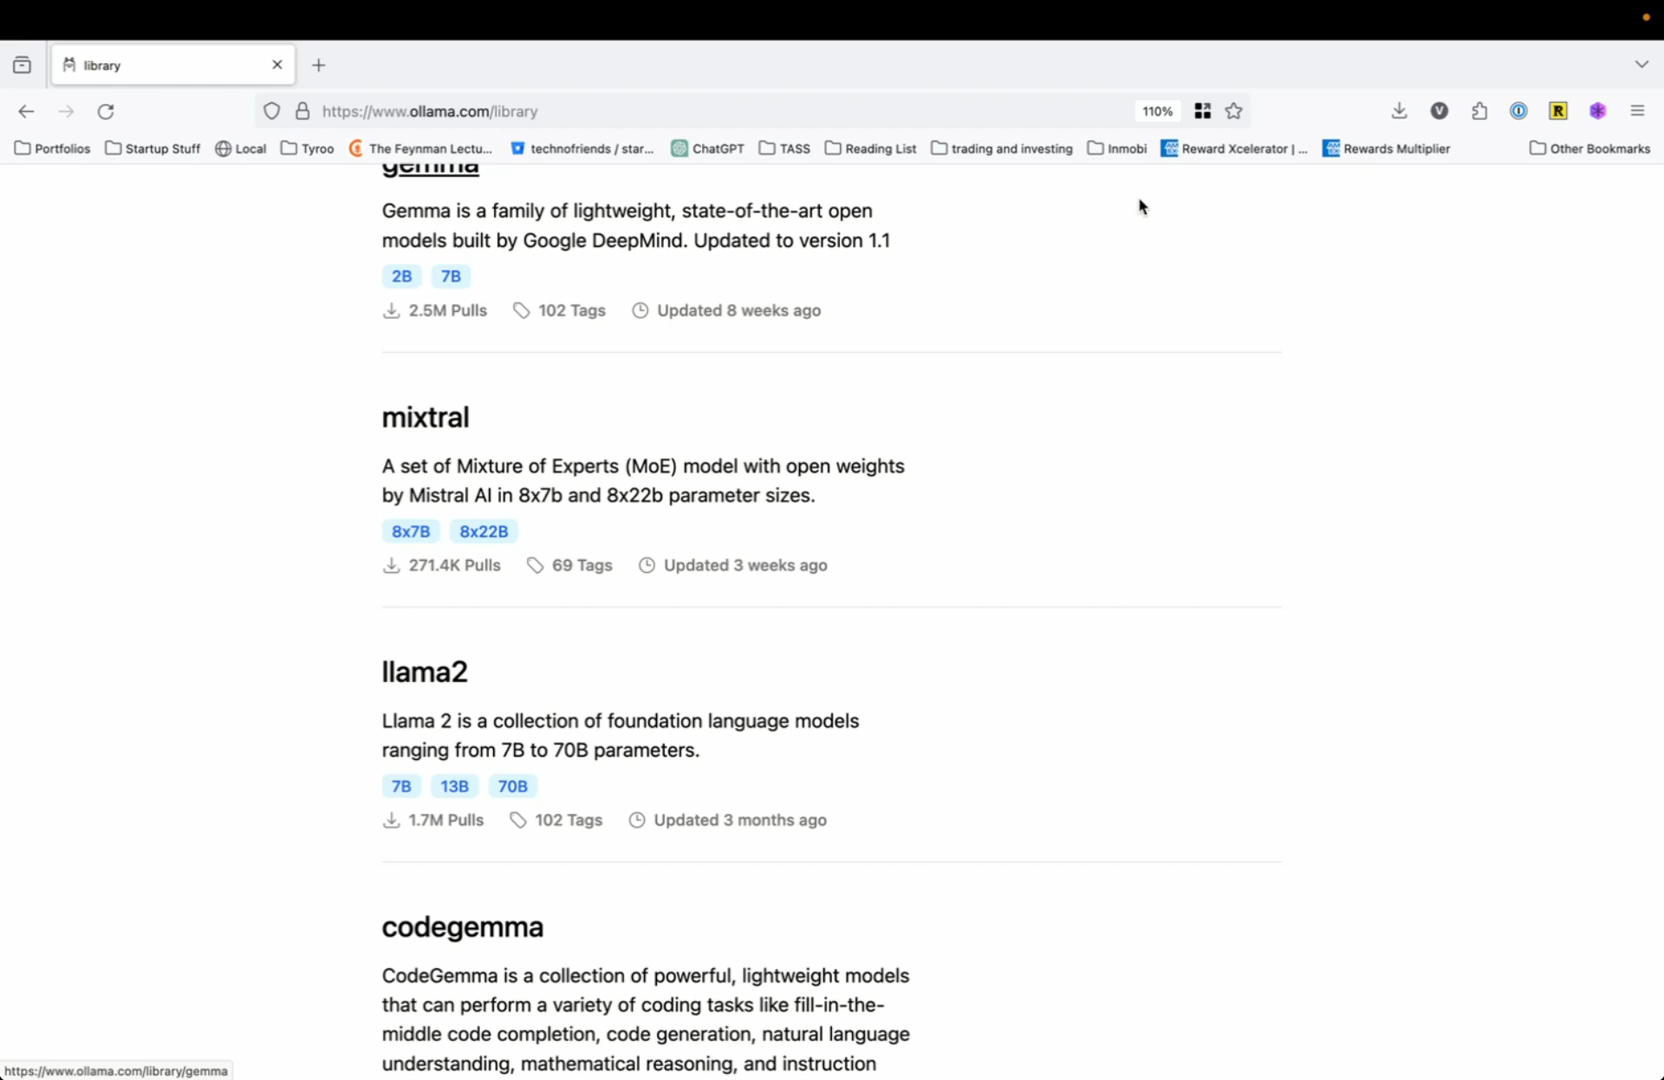 library
https://www.ollama.com/library
110%
Portfolios
Startup Stuff
Local
Tyroo
The Feynman Lectu...
technofriends / star...
ChatGPT
TASS
Reading List
trading and investing
Inmobi
Reward Xcelerator | ...
Rewards Multiplier
Other Bookmarks
gemma
Gemma is a family of lightweight, state-of-the-art open
models built by Google DeepMind. Updated to version 1.1
2B 7B
2.5M Pulls 102 Tags Updated 8 weeks ago
mixtral
A set of Mixture of Experts (MoE) model with open weights
by Mistral AI in 8x7b and 8x22b parameter sizes.
8x7B 8x22B
271.4K Pulls 69 Tags Updated 3 weeks ago
llama2
Llama 2 is a collection of foundation language models
ranging from 7B to 70B parameters.
7B 13B 70B
1.7M Pulls 102 Tags Updated 3 months ago
codegemma
CodeGemma is a collection of powerful, lightweight models
that can perform a variety of coding tasks like fill-in-the-
middle code completion, code generation, natural language
understanding, mathematical reasoning, and instruction
https://www.ollama.com/library/gemma